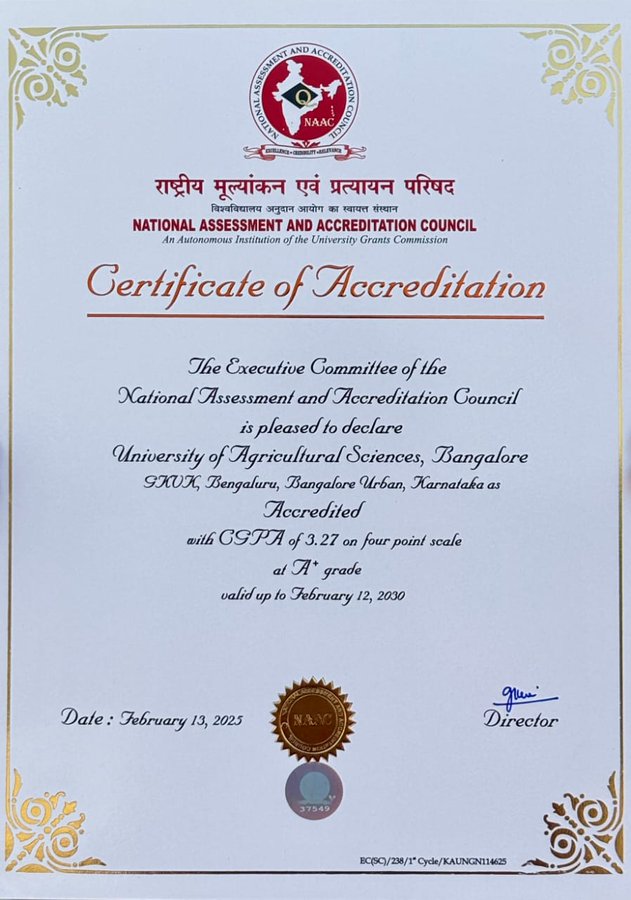 NATIONAL ASSESSMENT AND ACCREDITATION COUNCIL
Q
NAAC
EXCELLENCE • CREDIBILITY • RELEVANCE
राष्ट्रीय मूल्यांकन एवं प्रत्यायन परिषद
विश्वविद्यालय अनुदान आयोग का स्वायत्त संस्थान
NATIONAL ASSESSMENT AND ACCREDITATION COUNCIL
An Autonomous Institution of the University Grants Commission
Certificate of Accreditation
The Executive Committee of the
National Assessment and Accreditation Council
is pleased to declare
University of Agricultural Sciences, Bangalore
GKVK, Bengaluru, Bangalore Urban, Karnataka as
Accredited
with CGPA of 3.27 on four point scale
at A⁺ grade
valid up to February 12, 2030
Date : February 13, 2025
NAAC
Director
37549
EC(SC)/238/1ˢᵗ Cycle/KAUNGN114625